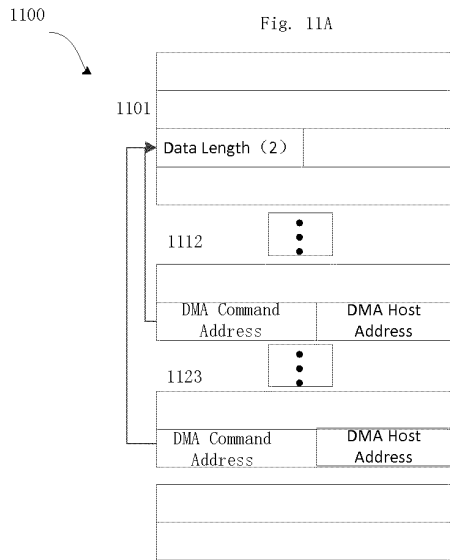 1100
Fig. 11A
1101
Data Length（2）
1112
DMA Command
Address
DMA Host
Address
1123
DMA Command
Address
DMA Host
Address